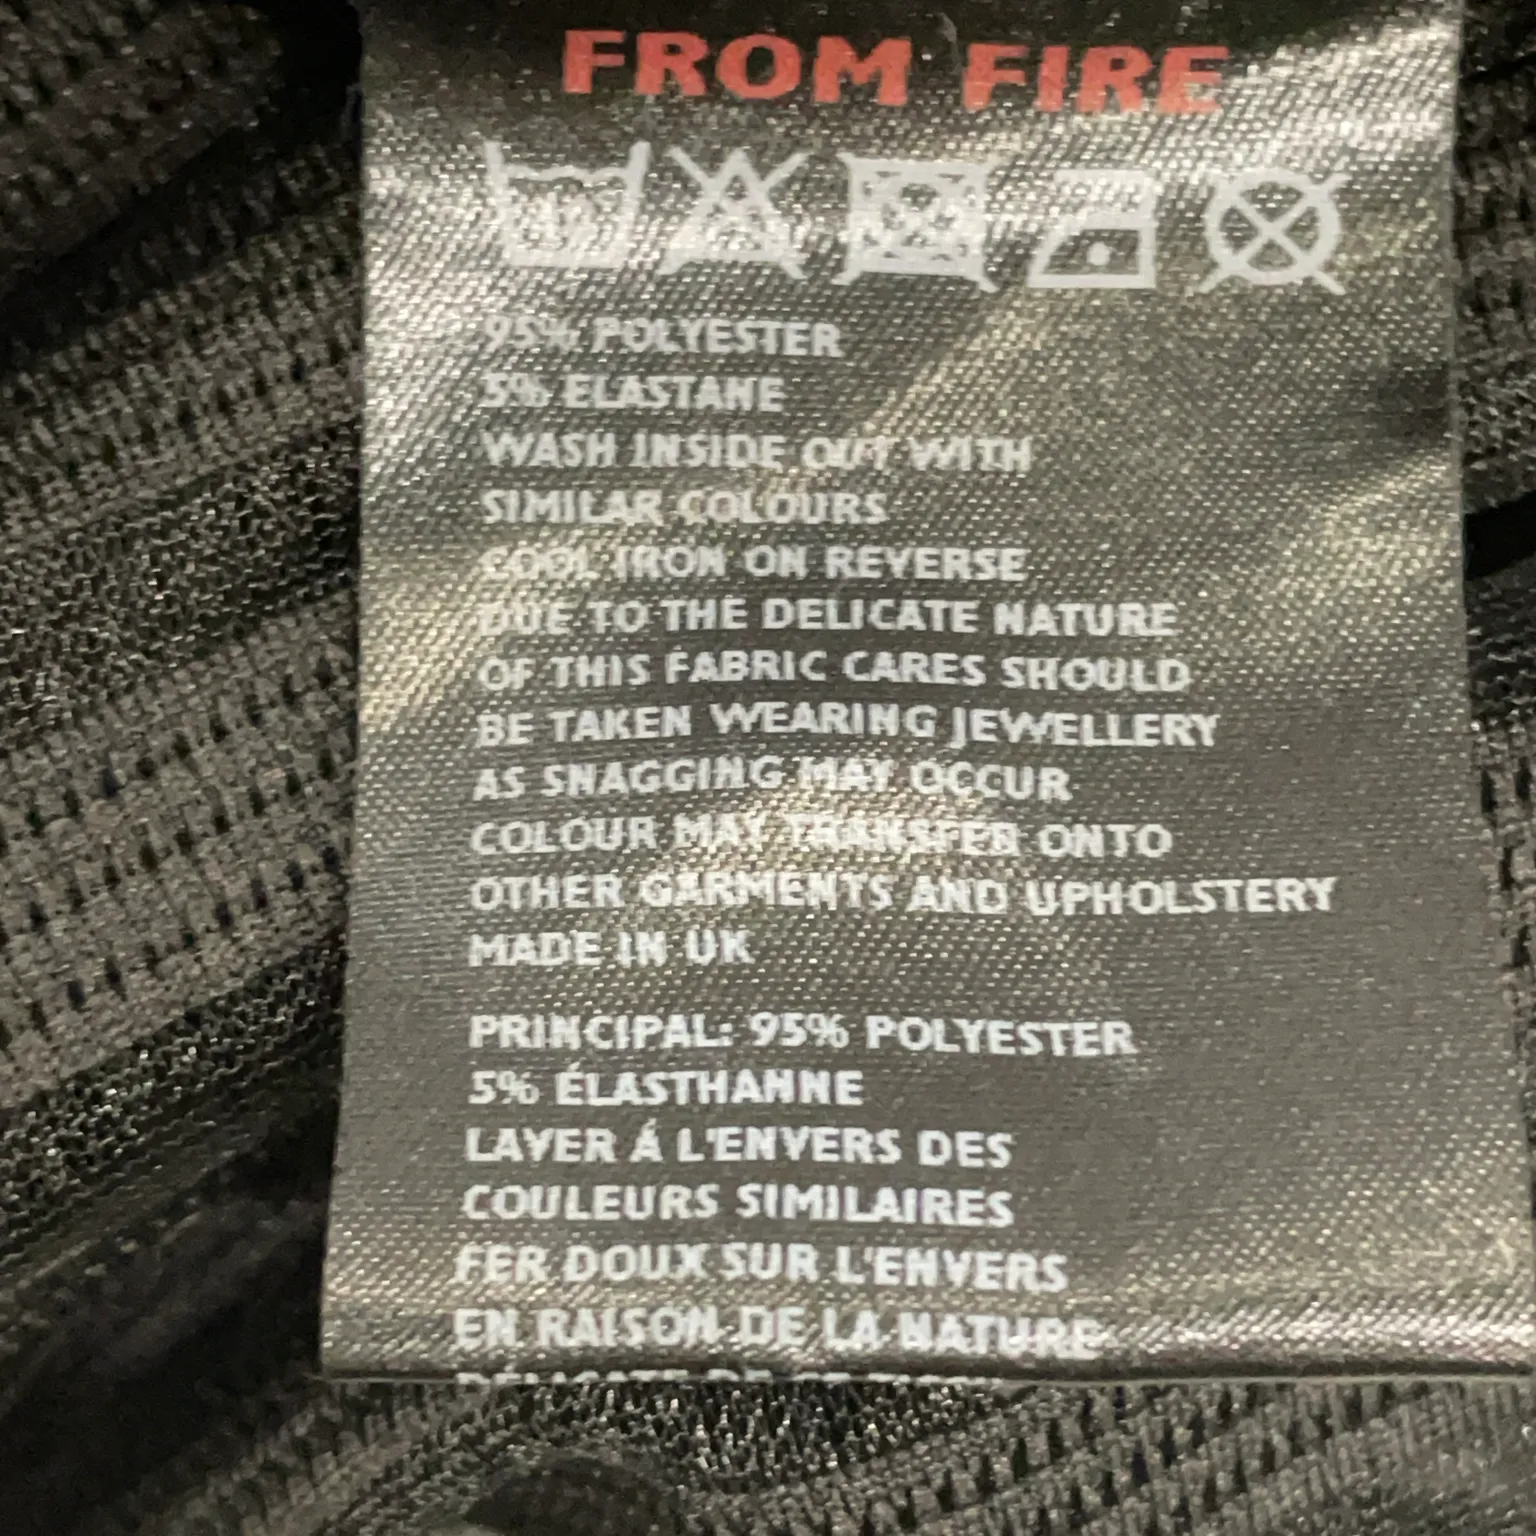 FROM FIRE
95% POLYESTER
5% ELASTANE
WASH INSIDE OUT WITH
SIMILAR COLOURS
COOL IRON ON REVERSE
DUE TO THE DELICATE NATURE
OF THIS FABRIC CARES SHOULD
BE TAKEN WEARING JEWELLERY
AS SNAGGING MAY OCCUR
COLOUR MAY TRANSFER ONTO
OTHER GARMENTS AND UPHOLSTERY
MADE IN UK
PRINCIPAL: 95% POLYESTER
5% ÉLASTHANNE
LAVER Á L'ENVERS DES
COULEURS SIMILAIRES
FER DOUX SUR L'ENVERS
EN RAISON DE LA NATURE